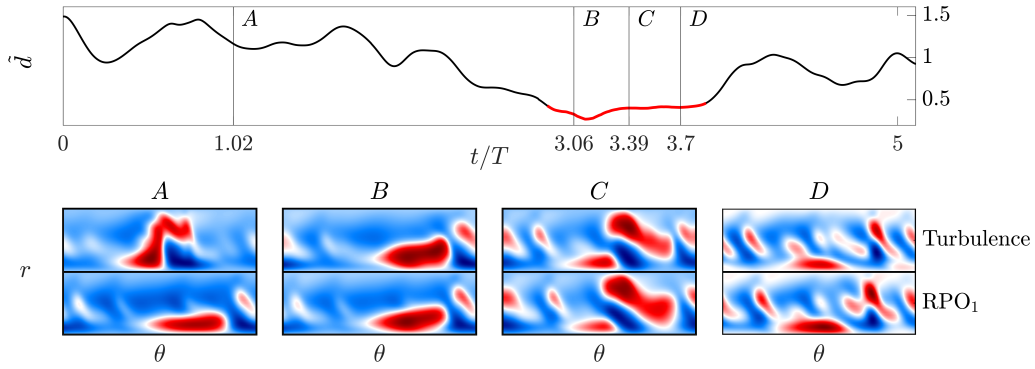 A B C D
1.5
1
0.5
d̃
0 1.02 3.06 3.39 3.7 5
t/T
A B C D
Turbulence
r
RPO₁
θ θ θ θ